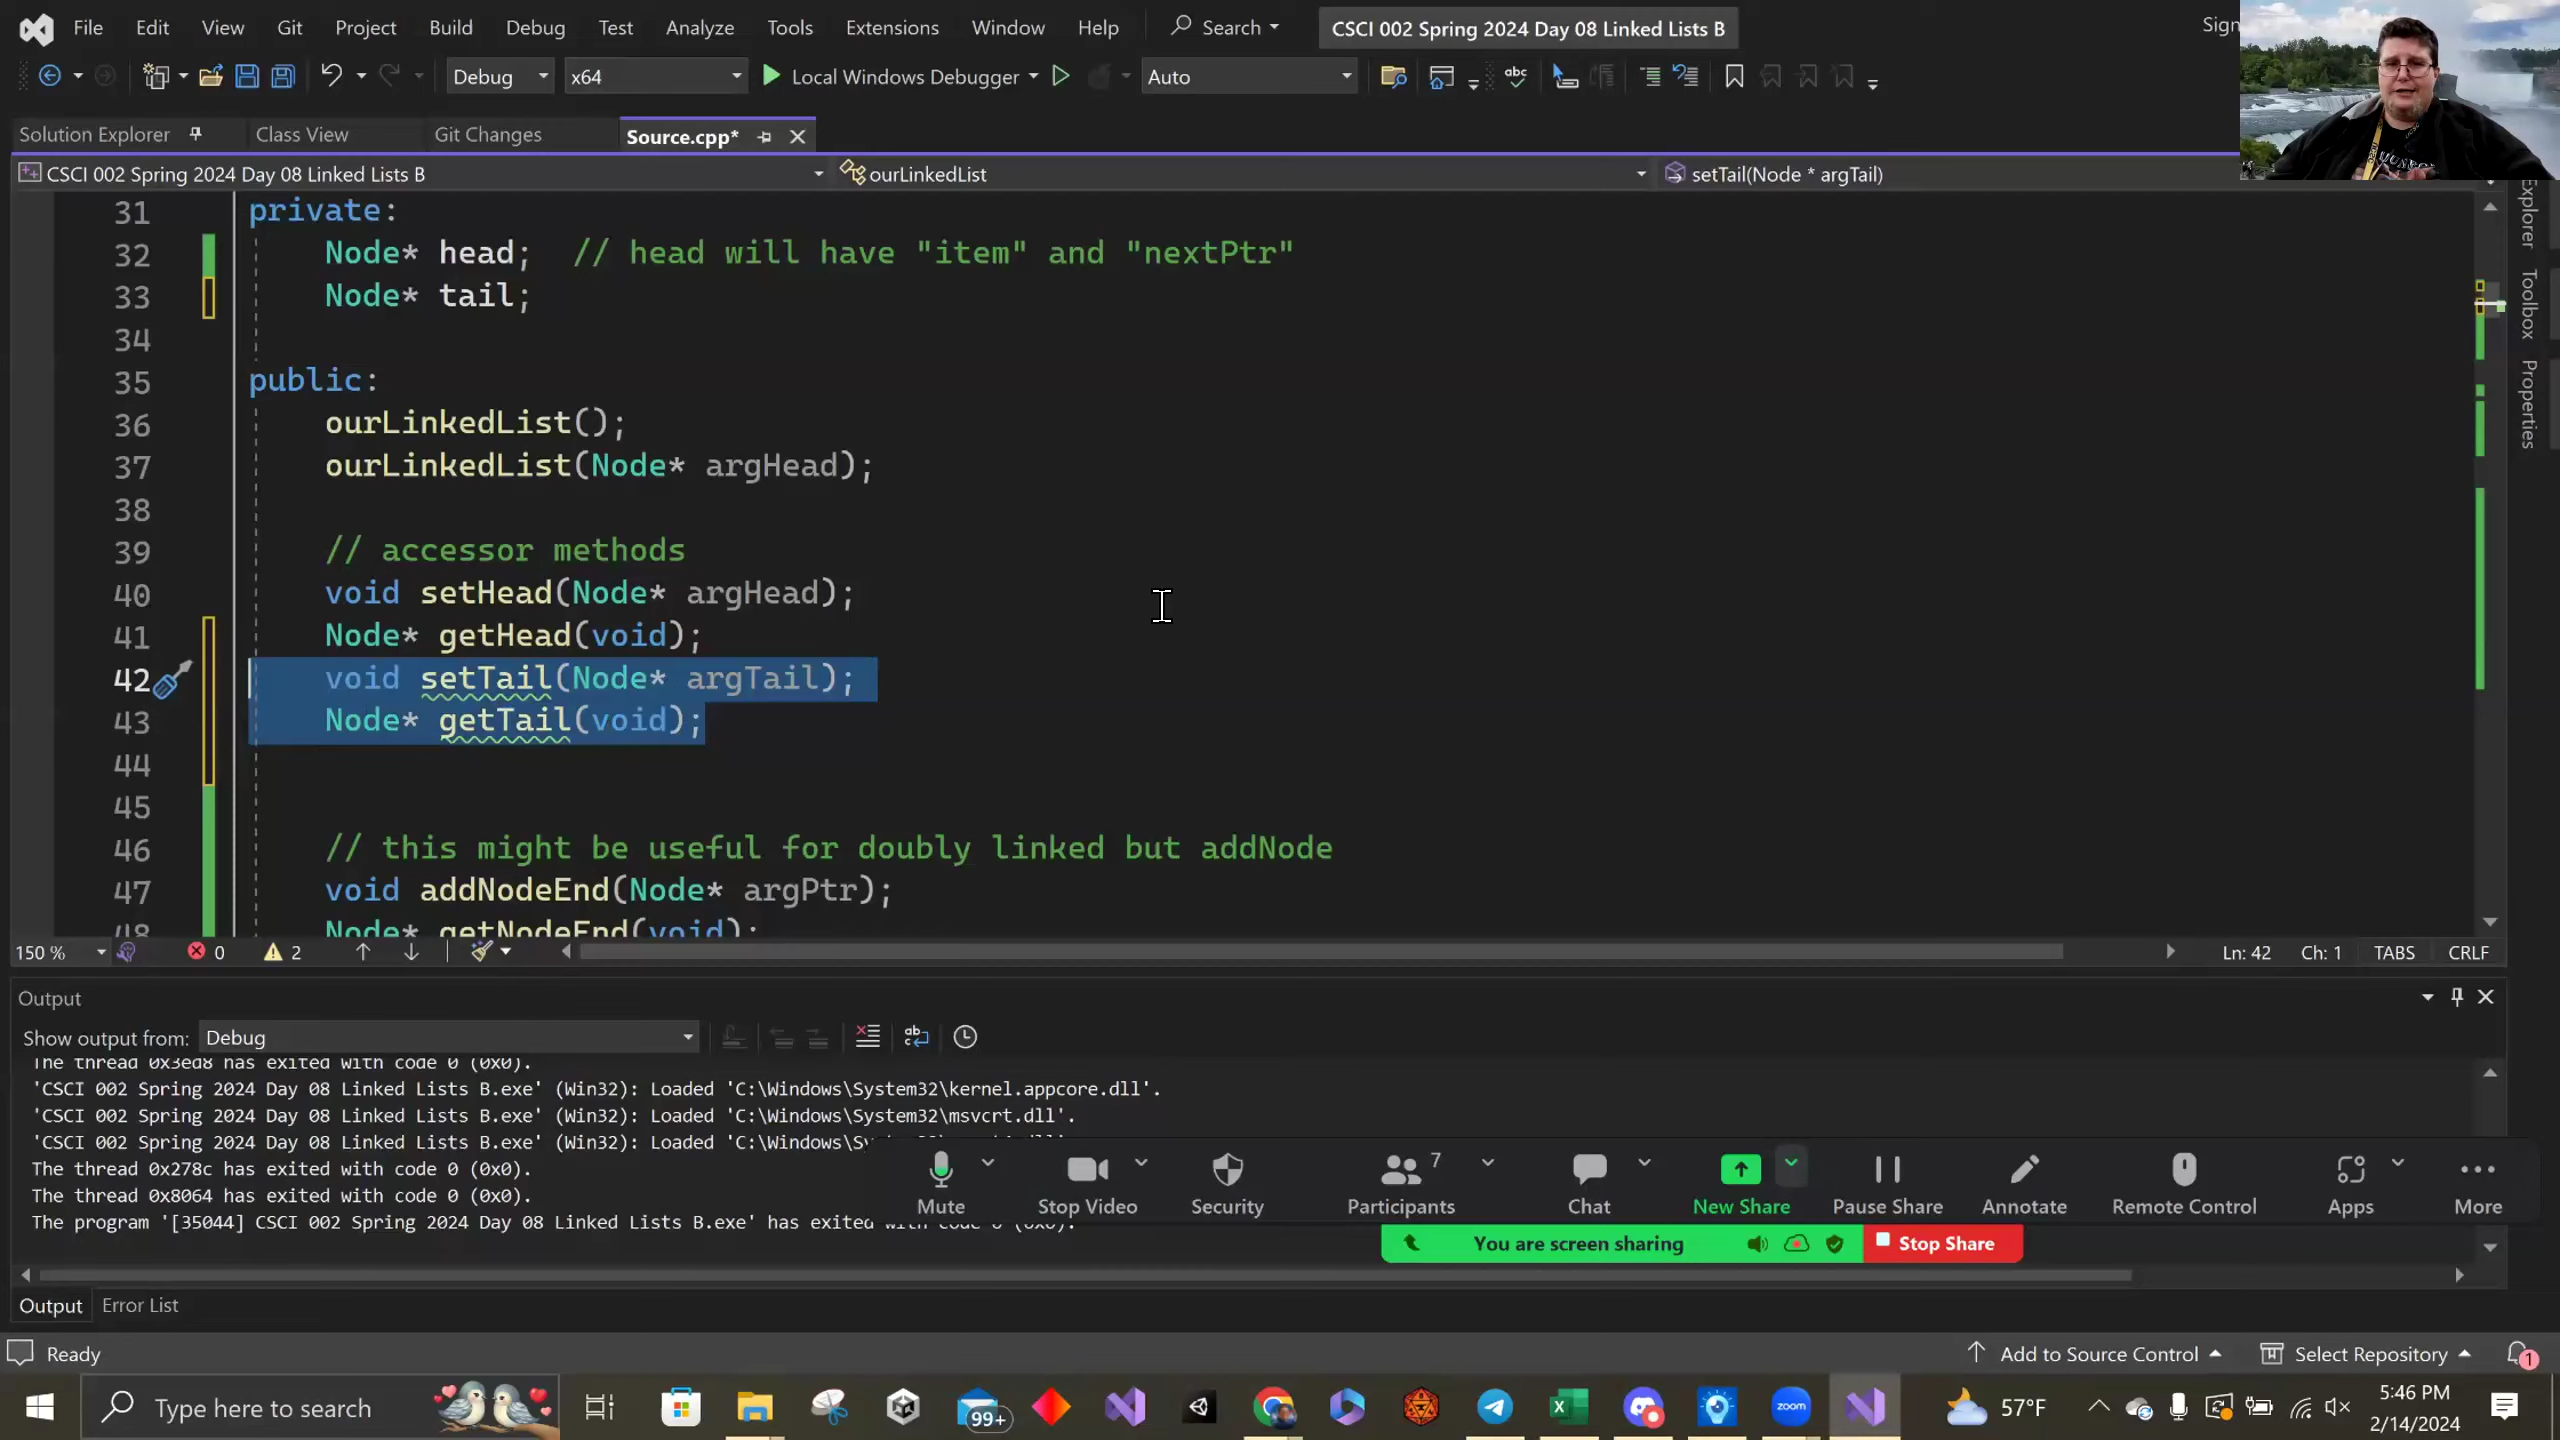 File Edit View Git Project Build Debug Test Analyze Tools Extensions Window Help Search CSCI 002 Spring 2024 Day 08 Linked Lists B Sign
Debug x64 Local Windows Debugger Auto
Solution Explorer Class View Git Changes Source.cpp*
CSCI 002 Spring 2024 Day 08 Linked Lists B ourLinkedList setTail(Node * argTail)
31 private:
32 Node* head; // head will have "item" and "nextPtr"
33 Node* tail;
34
35 public:
36 ourLinkedList();
37 ourLinkedList(Node* argHead);
38
39 // accessor methods
40 void setHead(Node* argHead);
41 Node* getHead(void);
42 void setTail(Node* argTail);
43 Node* getTail(void);
44
45
46 // this might be useful for doubly linked but addNode
47 void addNodeEnd(Node* argPtr);
48 Node* getNodeEnd(void);
Explorer
Toolbox
Properties
150 % 0 2 Ln: 42 Ch: 1 TABS CRLF
Output
Show output from: Debug
The thread 0x3ed8 has exited with code 0 (0x0).
'CSCI 002 Spring 2024 Day 08 Linked Lists B.exe' (Win32): Loaded 'C:\Windows\System32\kernel.appcore.dll'.
'CSCI 002 Spring 2024 Day 08 Linked Lists B.exe' (Win32): Loaded 'C:\Windows\System32\msvcrt.dll'.
'CSCI 002 Spring 2024 Day 08 Linked Lists B.exe' (Win32): Loaded
The thread 0x278c has exited with code 0 (0x0).
The thread 0x8064 has exited with code 0 (0x0).
The program '[35044] CSCI 002 Spring 2024 Day 08 Linked Lists B.exe' has exited with code 0 (0x0).
Mute Stop Video Security Participants 7 Chat New Share Pause Share Annotate Remote Control Apps More
You are screen sharing Stop Share
Output Error List
Ready Add to Source Control Select Repository 1
Type here to search 99+ zoom 57°F 5:46 PM
2/14/2024